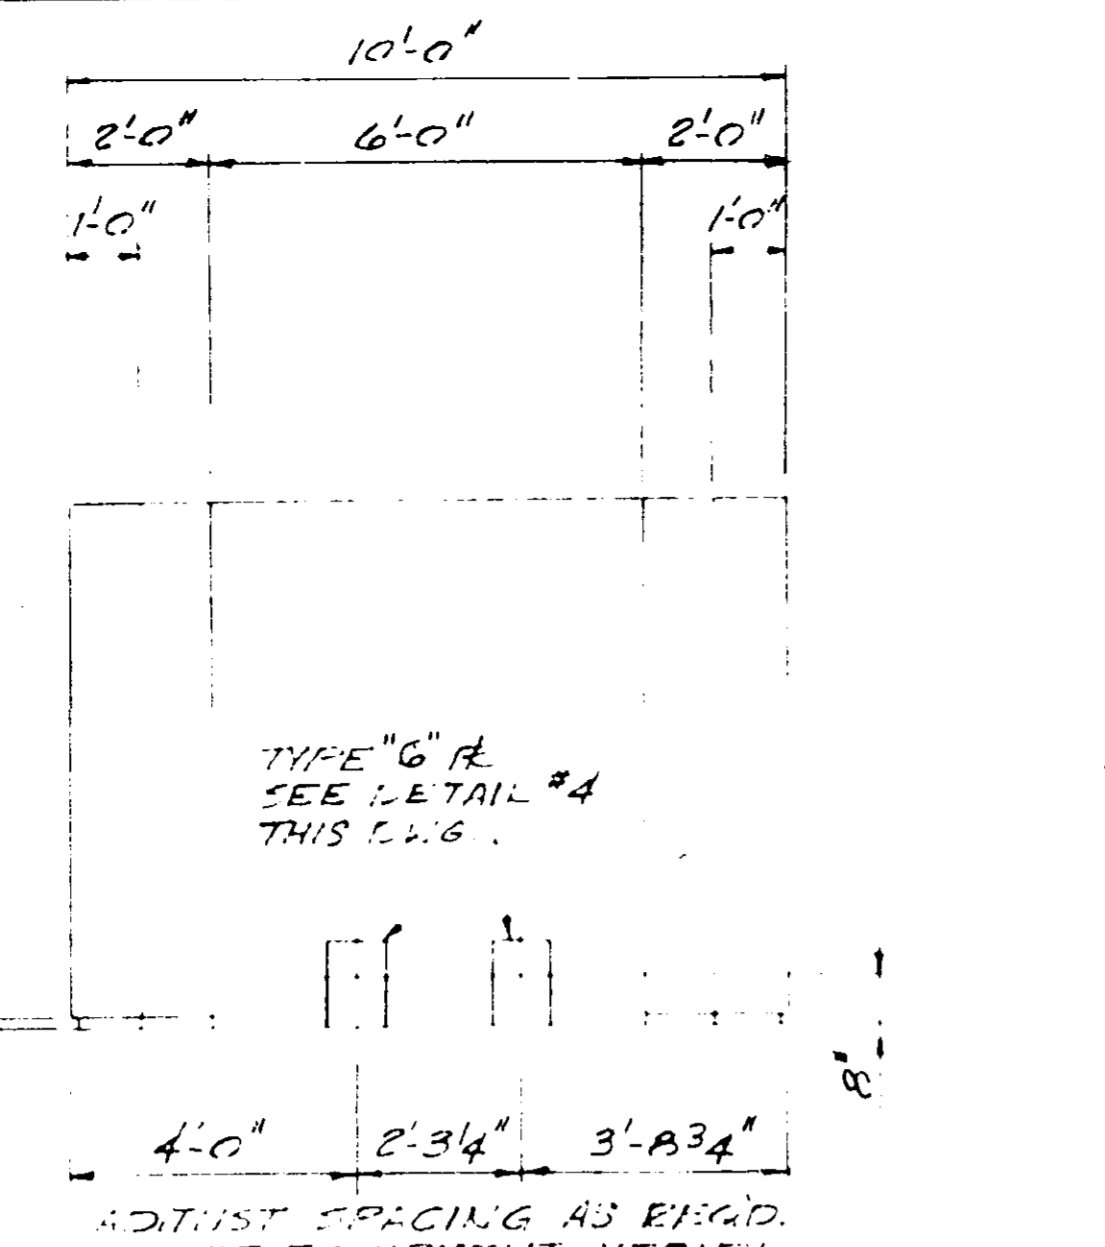 10'-0"
2'-0" 6'-0" 2'-0"
1'-0" 1'-0"
TYPE "6" PL
SEE DETAIL #4
THIS DWG.
8"
4'-0" 2'-3¼" 3'-8¾"
ADJUST SPACING AS REQ'D.